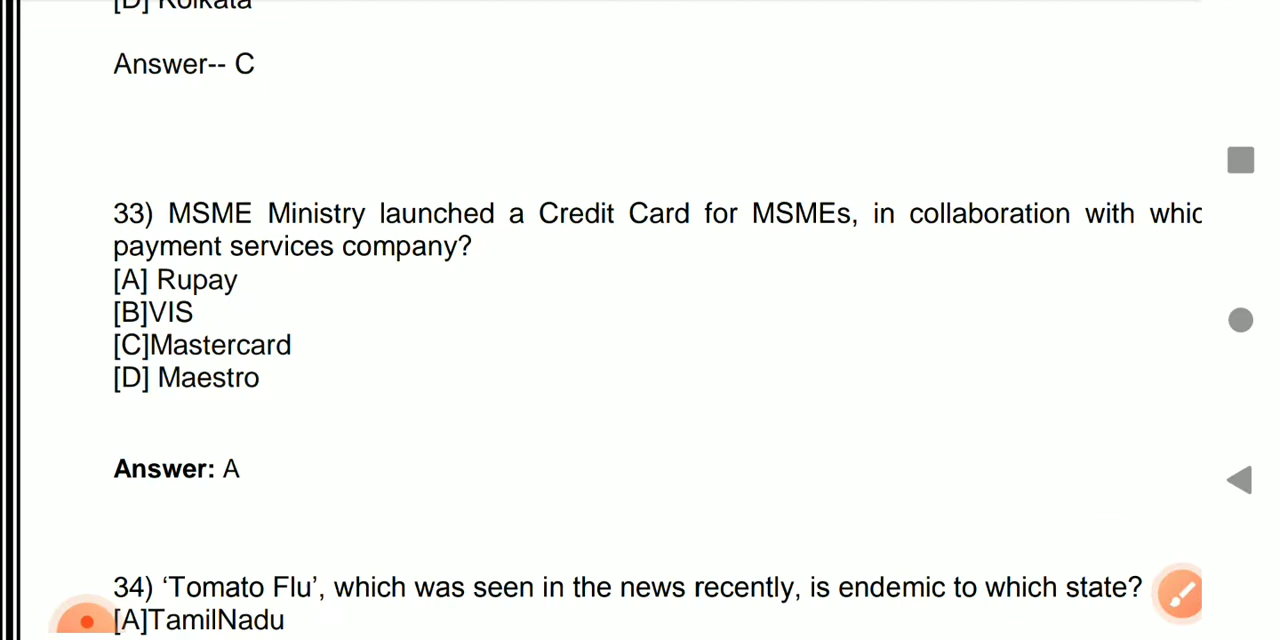 [D] Kolkata
Answer-- C
33) MSME Ministry launched a Credit Card for MSMEs, in collaboration with whic
payment services company?
[A] Rupay
[B]VIS
[C]Mastercard
[D] Maestro
Answer: A
34) ‘Tomato Flu’, which was seen in the news recently, is endemic to which state?
[A]TamilNadu